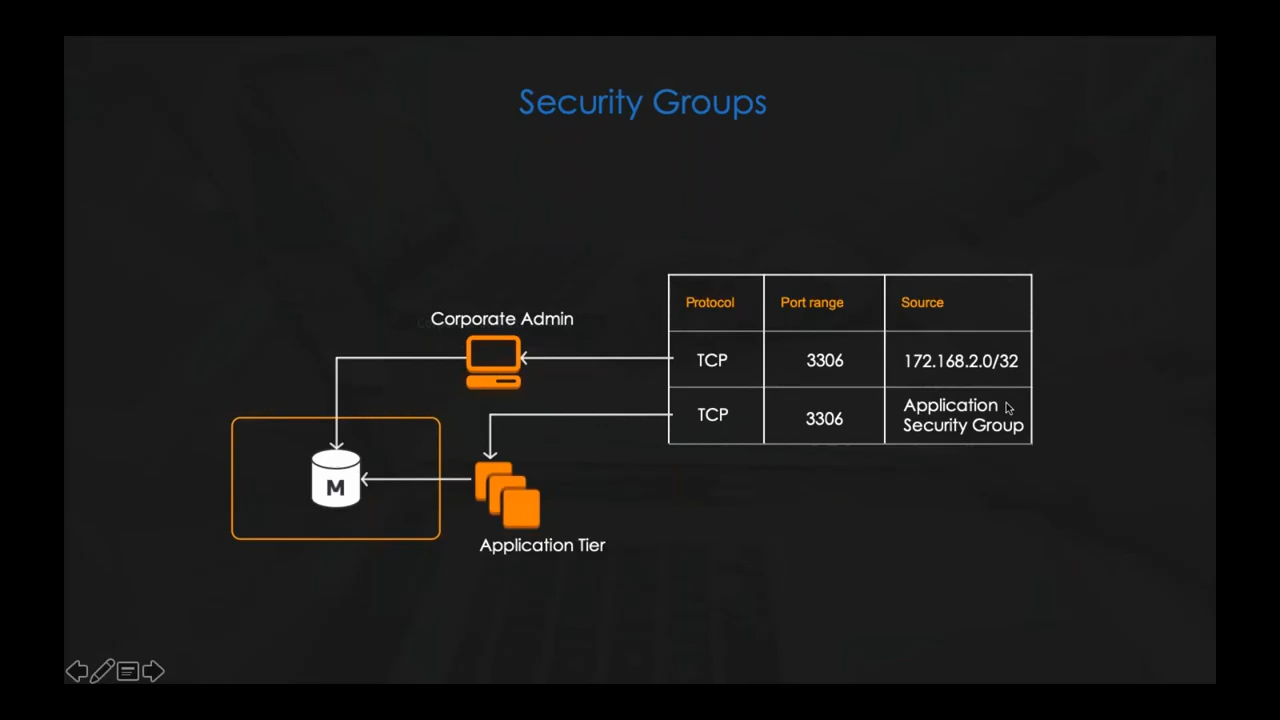 Security Groups
Corporate Admin
Protocol Port range Source
TCP 3306 172.168.2.0/32
TCP 3306 Application
Security Group
M
Application Tier